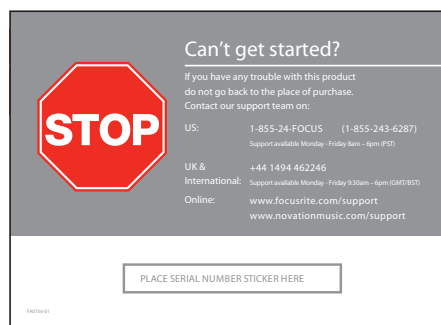 Can't get started?
If you have any trouble with this product
do not go back to the place of purchase.
Contact our support team on:
STOP
US: 1-855-24-FOCUS (1-855-243-6287)
Support available Monday - Friday 8am – 6pm (PST)
UK & +44 1494 462246
International: Support available Monday - Friday 9:30am – 6pm (GMT/BST)
Online: www.focusrite.com/support
www.novationmusic.com/support
PLACE SERIAL NUMBER STICKER HERE